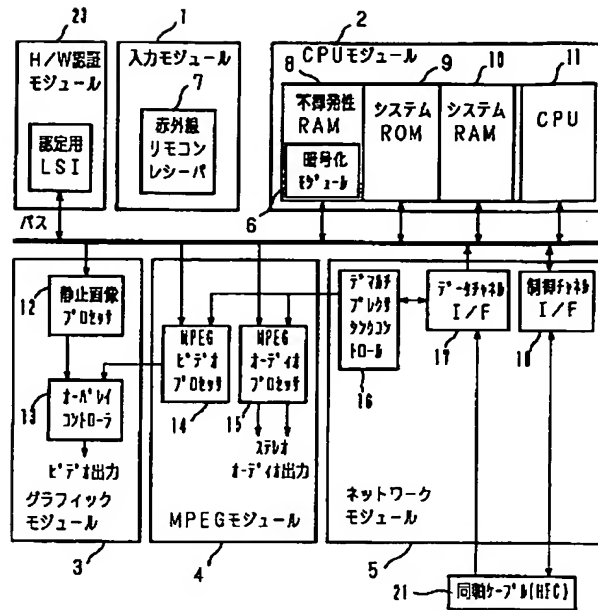 23
1
2
H/W認証
モジュール
認定用
LSI
入力モジュール
7
赤外線
リモコン
レシーバ
CPUモジュール
8
9
10
11
不揮発性
RAM
暗号化
モジュール
6
システム
ROM
システム
RAM
CPU
バス
12
静止画像
プロセッサ
13
オーバレイ
コントローラ
ビデオ出力
グラフィック
モジュール
3
MPEG
ビデオ
プロセッサ
14
MPEG
オーディオ
プロセッサ
15
ステレオ
オーディオ出力
MPEGモジュール
4
デマルチ
プレクサ
シンクコン
トロール
16
データチャネル
I/F
17
制御チャネル
I/F
18
ネットワーク
モジュール
5
21
同軸ケーブル(HFC)